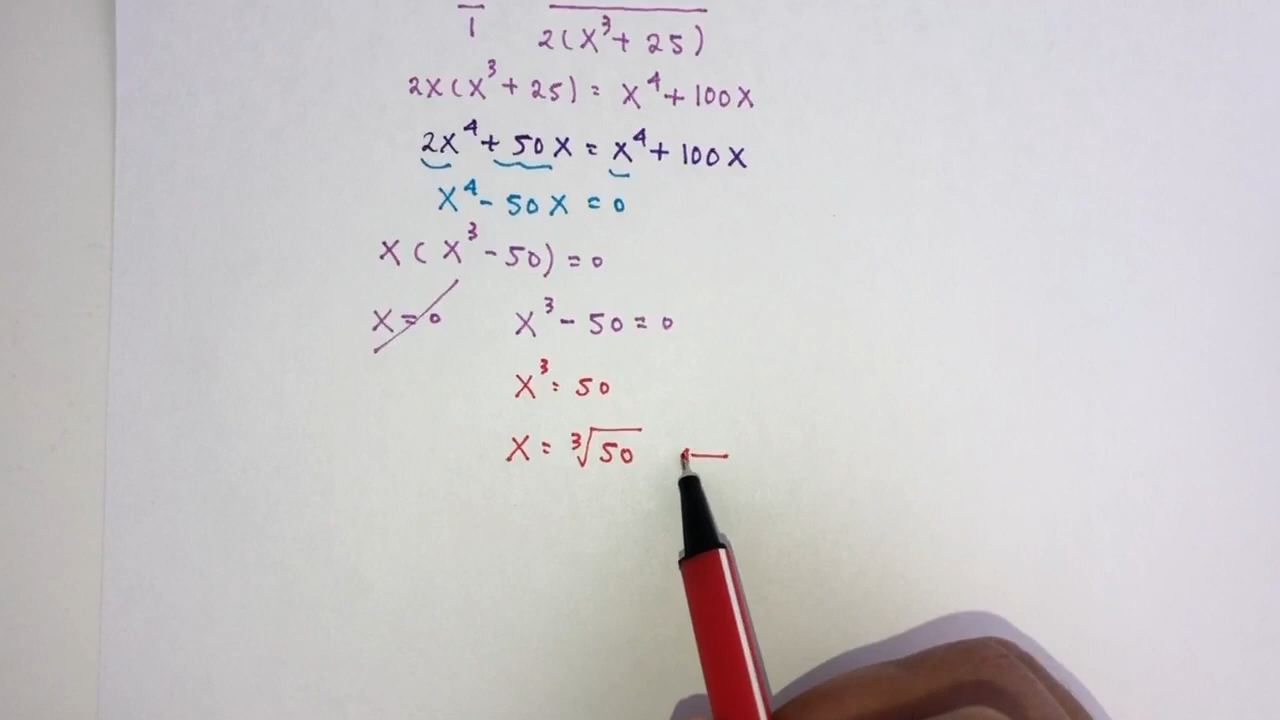 1 2(x³+ 25)
2x(x³+ 25) = x⁴+ 100x
2x⁴+ 50x = x⁴+ 100x
x⁴- 50x = 0
x(x³-50)=0
x=0 x³- 50=0
x³= 50
x = ³√50